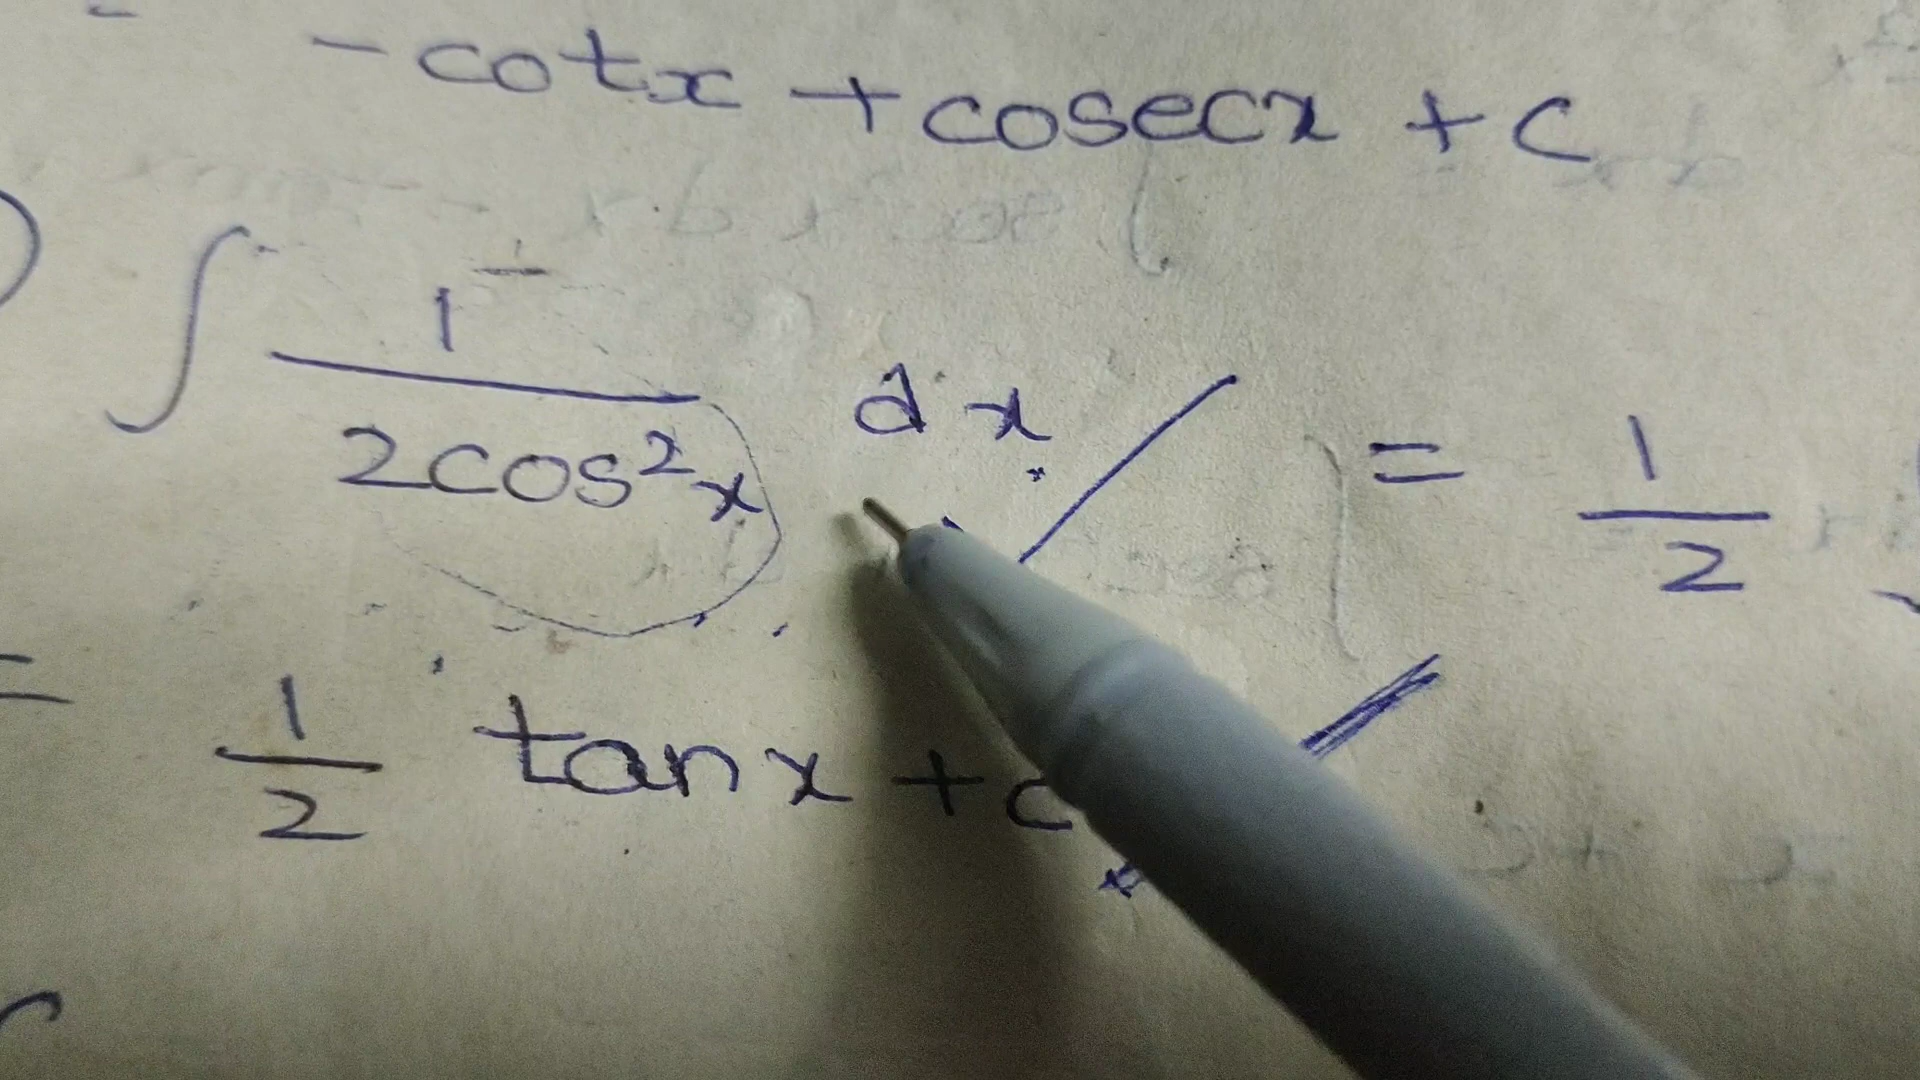 -cotx + cosecx + c
∫ 1/2cos²x dx = 1/2
= 1/2 tanx + c